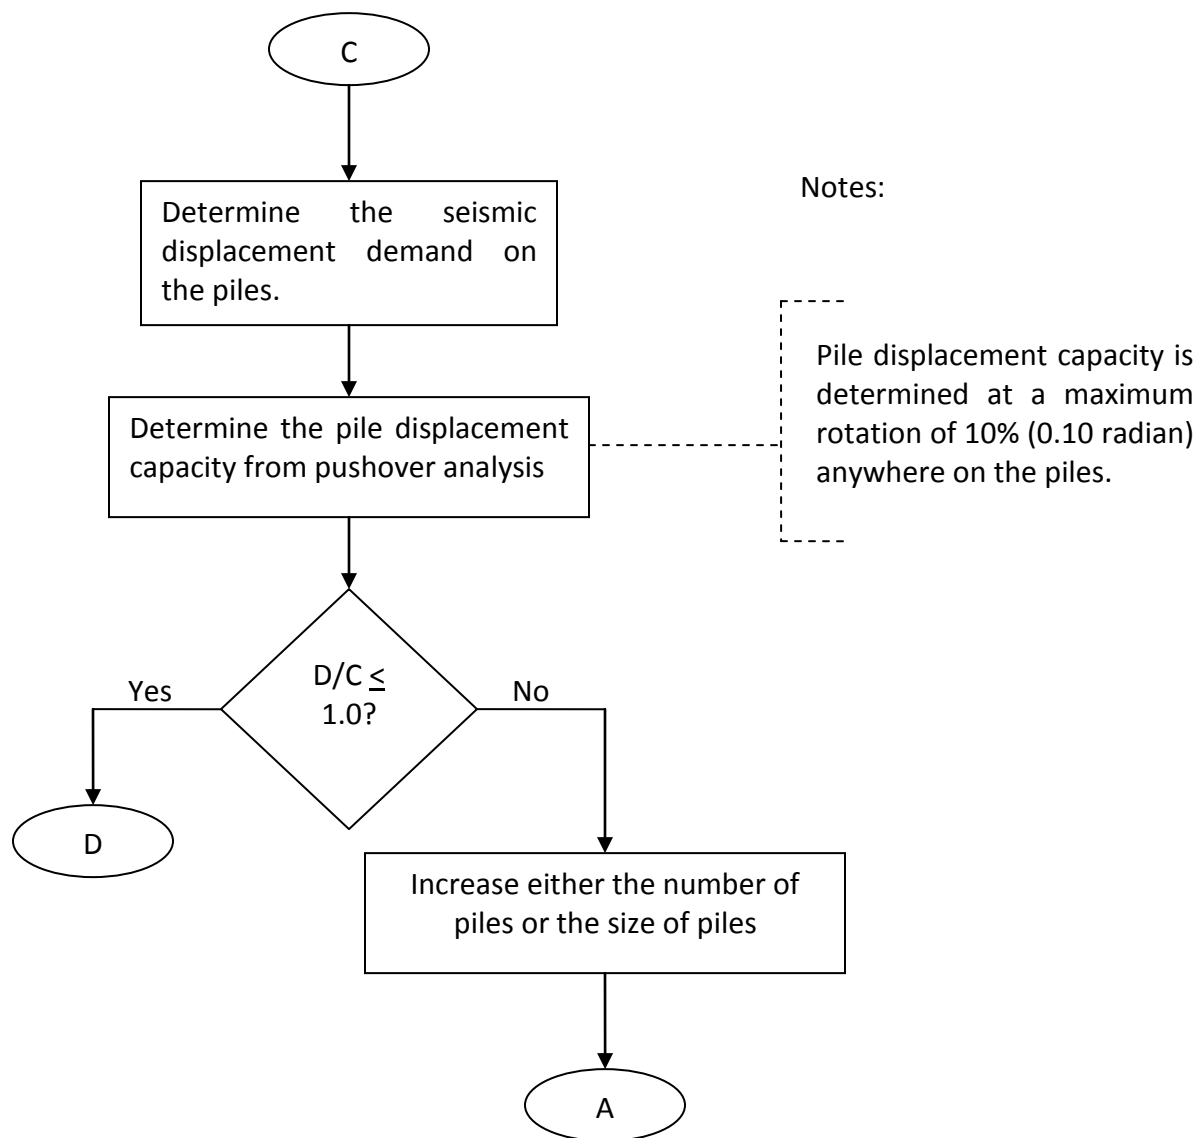 C
Determine the seismic
displacement demand on
the piles.
Notes:
Determine the pile displacement
capacity from pushover analysis
Pile displacement capacity is
determined at a maximum
rotation of 10% (0.10 radian)
anywhere on the piles.
D/C ≤
1.0?
Yes
No
D
Increase either the number of
piles or the size of piles
A